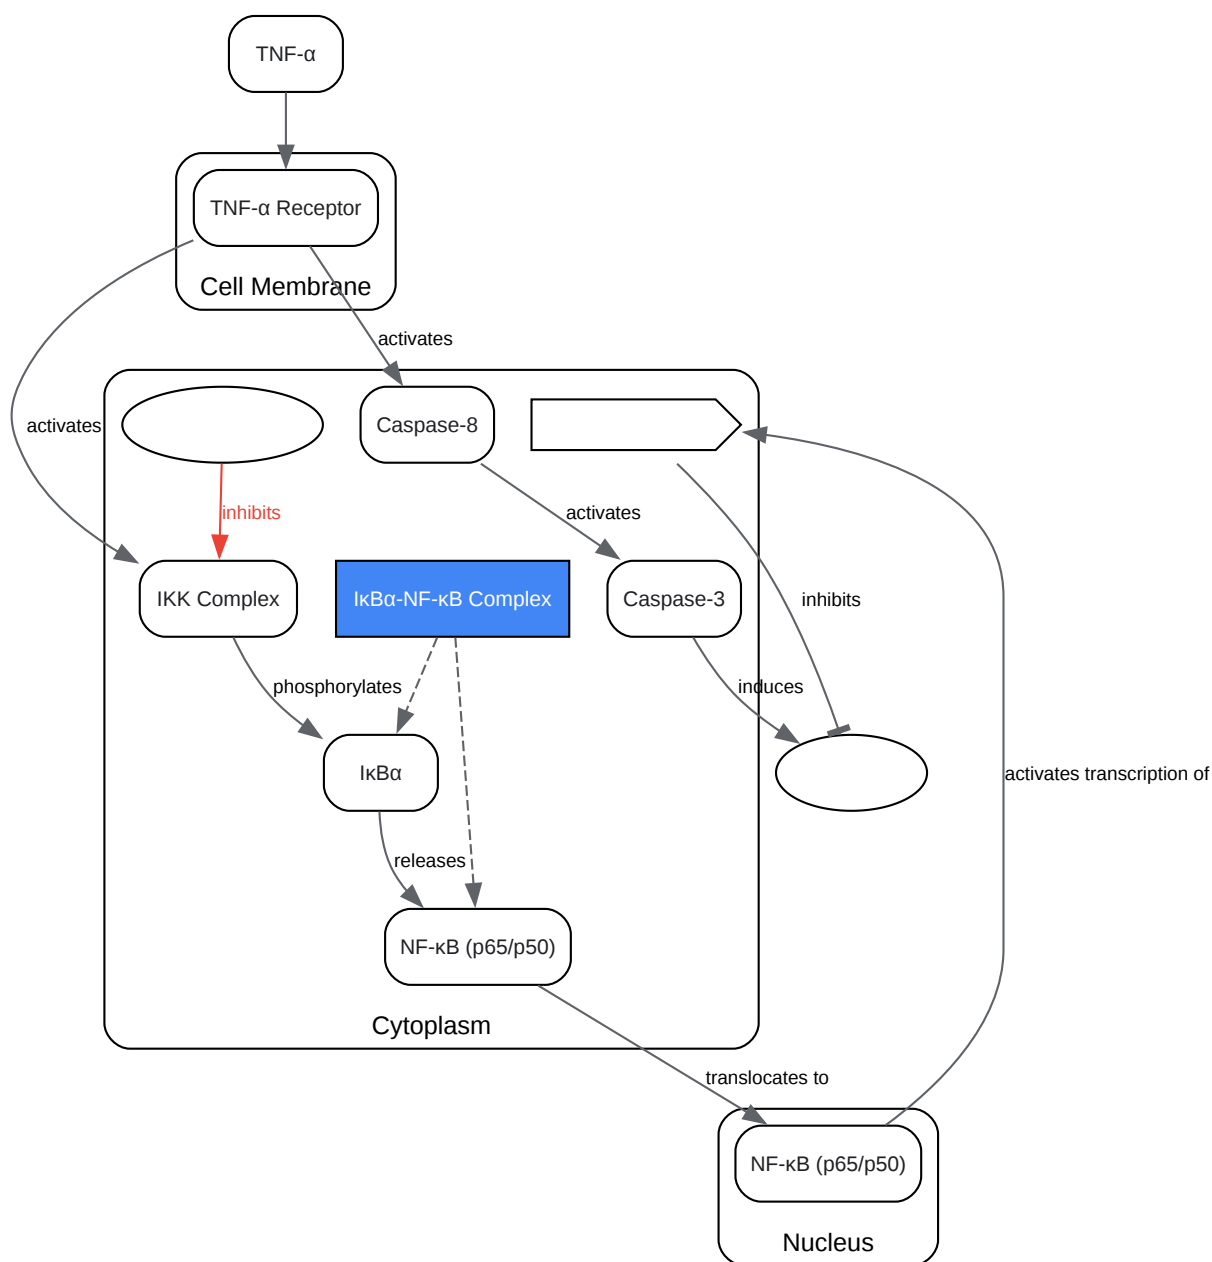 TNF-α
TNF-α Receptor
Cell Membrane
activates
activates
Caspase-8
inhibits
activates
IKK Complex
IκBα-NF-κB Complex
Caspase-3
inhibits
phosphorylates
induces
IκBα
activates transcription of
releases
NF-κB (p65/p50)
Cytoplasm
translocates to
NF-κB (p65/p50)
Nucleus